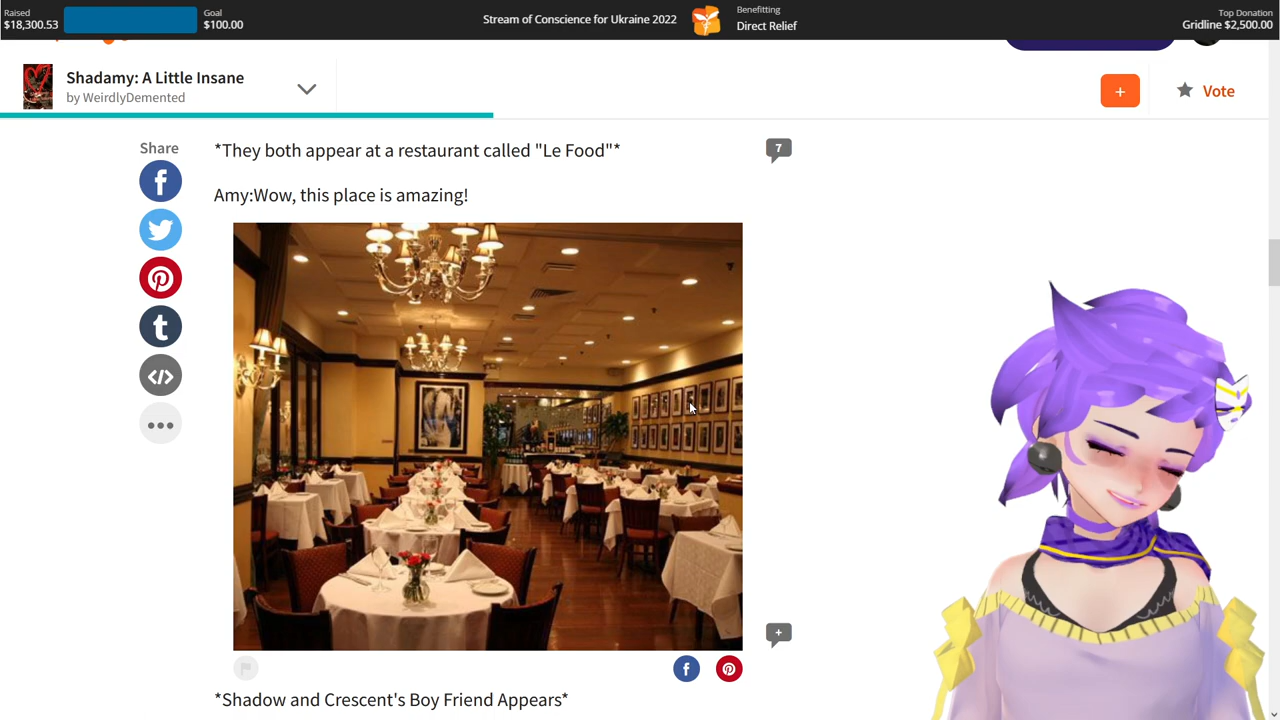 Raised
$18,300.53
Goal
$100.00
Stream of Conscience for Ukraine 2022
Benefitting
Direct Relief
Top Donation
Gridline $2,500.00
Shadamy: A Little Insane
by WeirdlyDemented
+
Vote
Share
*They both appear at a restaurant called "Le Food"*
7
Amy:Wow, this place is amazing!
+
*Shadow and Crescent's Boy Friend Appears*